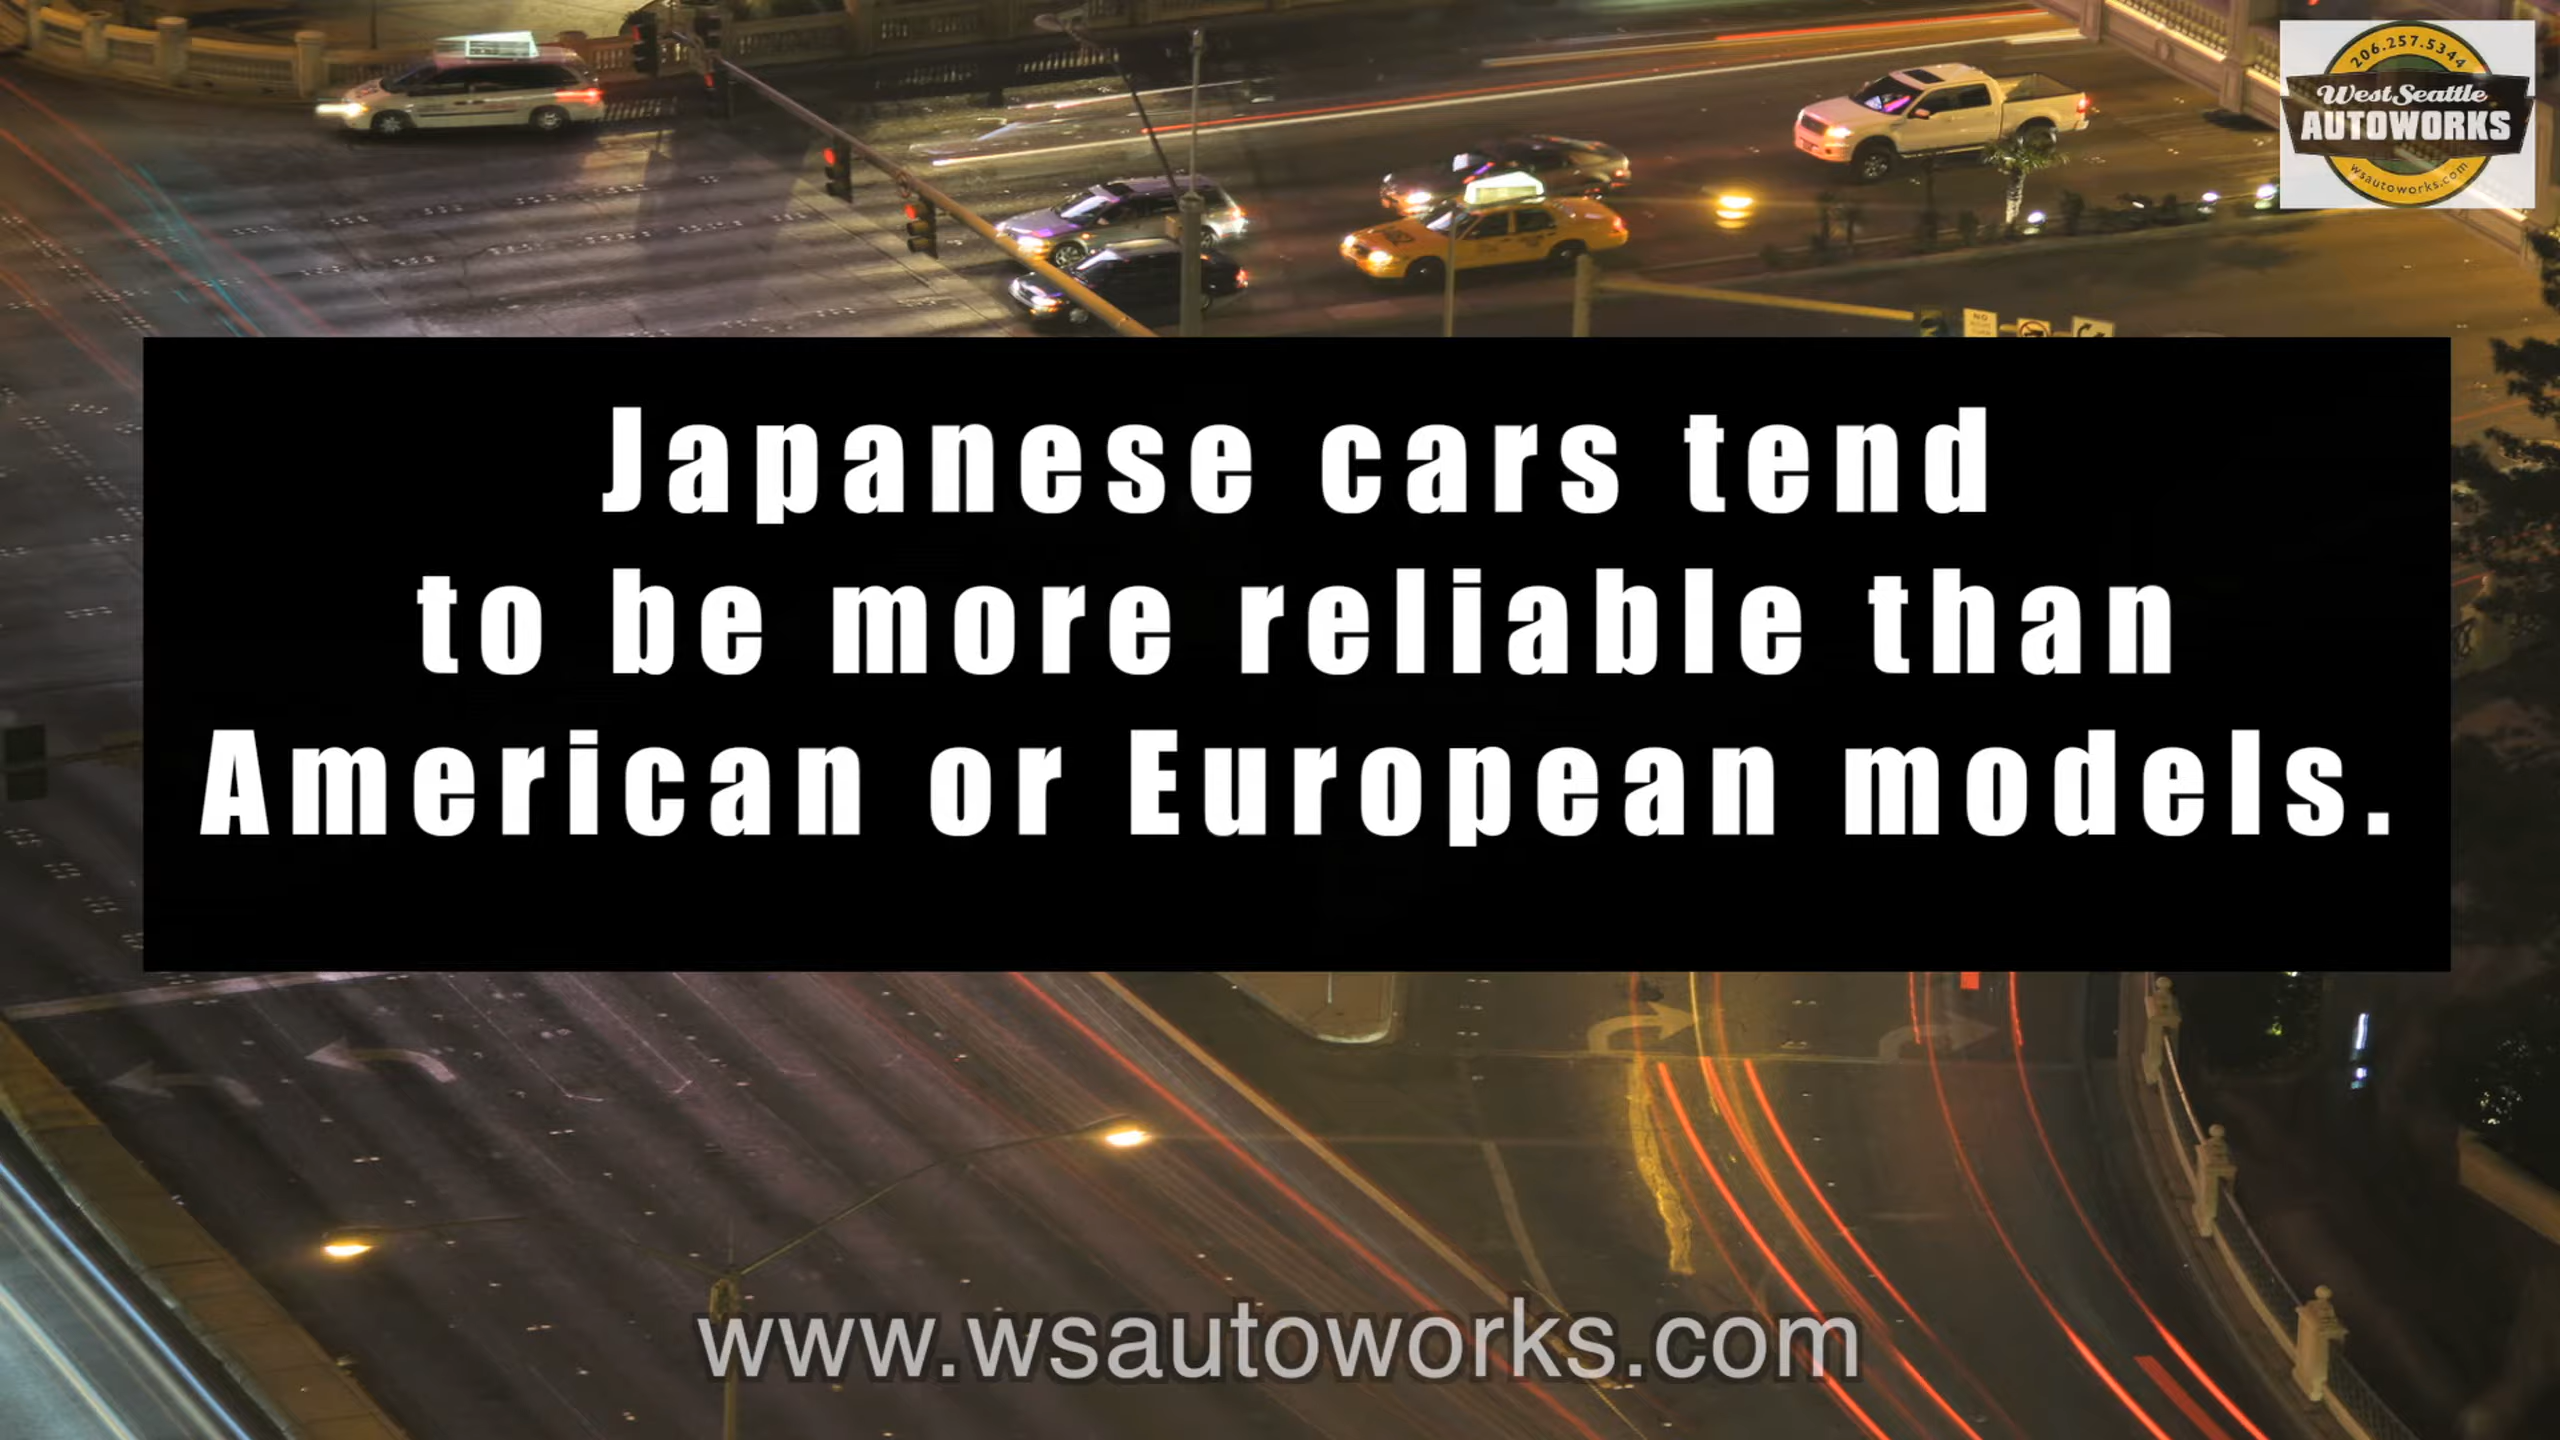 206.257.5344
West Seattle
AUTOWORKS
wsautoworks.com
NO
Japanese cars tend
to be more reliable than
American or European models.
www.wsautoworks.com